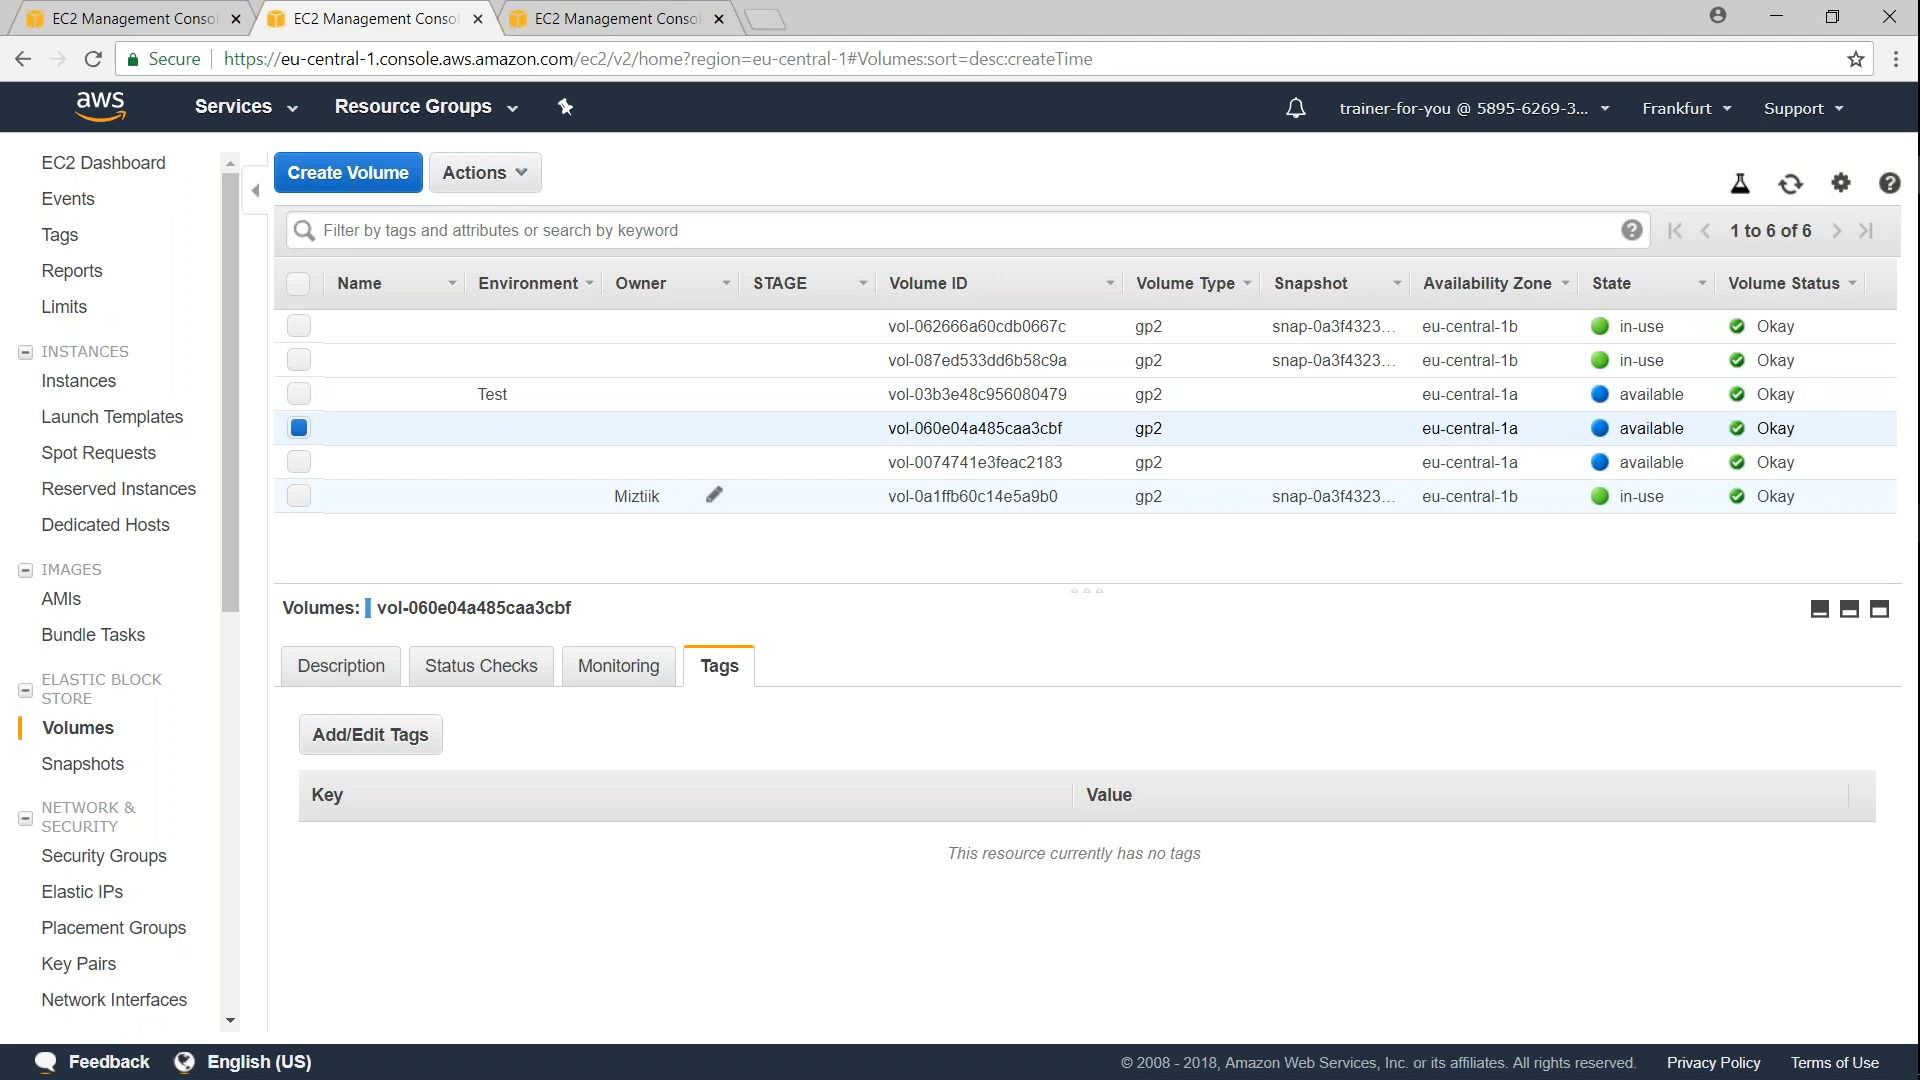 EC2 Management Consol
EC2 Management Consol
EC2 Management Consol
Secure
https://eu-central-1.console.aws.amazon.com/ec2/v2/home?region=eu-central-1#Volumes:sort=desc:createTime
aws
Services
Resource Groups
trainer-for-you @ 5895-6269-3...
Frankfurt
Support
EC2 Dashboard
Events
Tags
Reports
Limits
INSTANCES
Instances
Launch Templates
Spot Requests
Reserved Instances
Dedicated Hosts
IMAGES
AMIs
Bundle Tasks
ELASTIC BLOCK
STORE
Volumes
Snapshots
NETWORK &
SECURITY
Security Groups
Elastic IPs
Placement Groups
Key Pairs
Network Interfaces
Create Volume
Actions
Filter by tags and attributes or search by keyword
1 to 6 of 6
Name Environment Owner STAGE Volume ID Volume Type Snapshot Availability Zone State Volume Status
vol-062666a60cdb0667c gp2 snap-0a3f4323... eu-central-1b in-use Okay
vol-087ed533dd6b58c9a gp2 snap-0a3f4323... eu-central-1b in-use Okay
Test vol-03b3e48c956080479 gp2 eu-central-1a available Okay
vol-060e04a485caa3cbf gp2 eu-central-1a available Okay
vol-0074741e3feac2183 gp2 eu-central-1a available Okay
Miztiik vol-0a1ffb60c14e5a9b0 gp2 snap-0a3f4323... eu-central-1b in-use Okay
Volumes: vol-060e04a485caa3cbf
Description
Status Checks
Monitoring
Tags
Add/Edit Tags
Key Value
This resource currently has no tags
Feedback
English (US)
© 2008 - 2018, Amazon Web Services, Inc. or its affiliates. All rights reserved.
Privacy Policy
Terms of Use